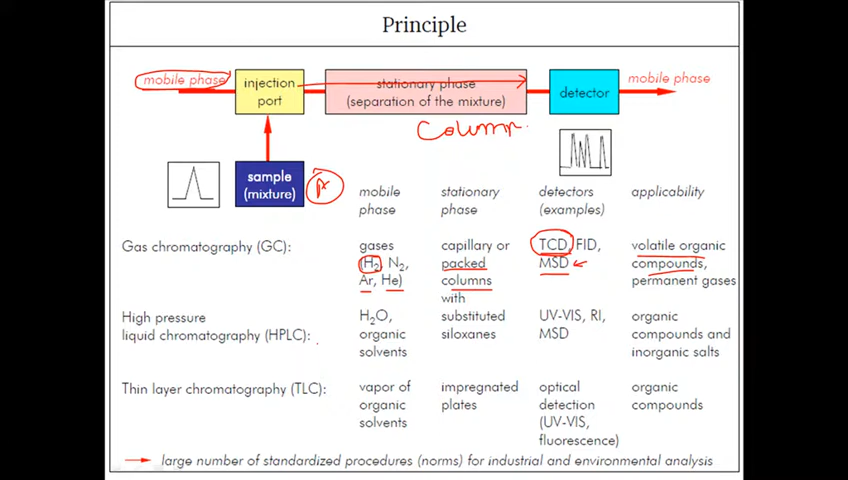 Principle
mobile phase
injection port
stationary phase (separation of the mixture)
detector
mobile phase
Column
sample (mixture)
mobile phase
stationary phase
detectors (examples)
applicability
Gas chromatography (GC):
gases (H₂, N₂, Ar, He)
capillary or packed columns with
TCD, FID, MSD
volatile organic compounds, permanent gases
High pressure liquid chromatography (HPLC):
H₂O, organic solvents
substituted siloxanes
UV-VIS, RI, MSD
organic compounds and inorganic salts
Thin layer chromatography (TLC):
vapor of organic solvents
impregnated plates
optical detection (UV-VIS, fluorescence)
organic compounds
large number of standardized procedures (norms) for industrial and environmental analysis